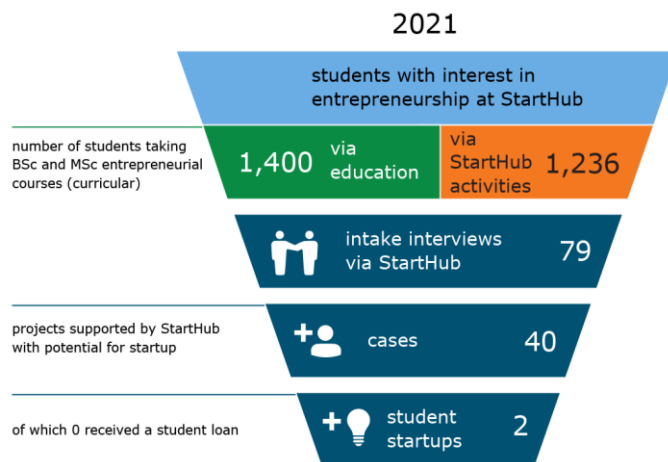 2021
students with interest in
entrepreneurship at StartHub
number of students taking
BSc and MSc entrepreneurial
courses (curricular)
1,400 via
education
via
StartHub
activities
1,236
intake interviews
via StartHub
79
projects supported by StartHub
with potential for startup
cases
40
of which 0 received a student loan
student
startups
2